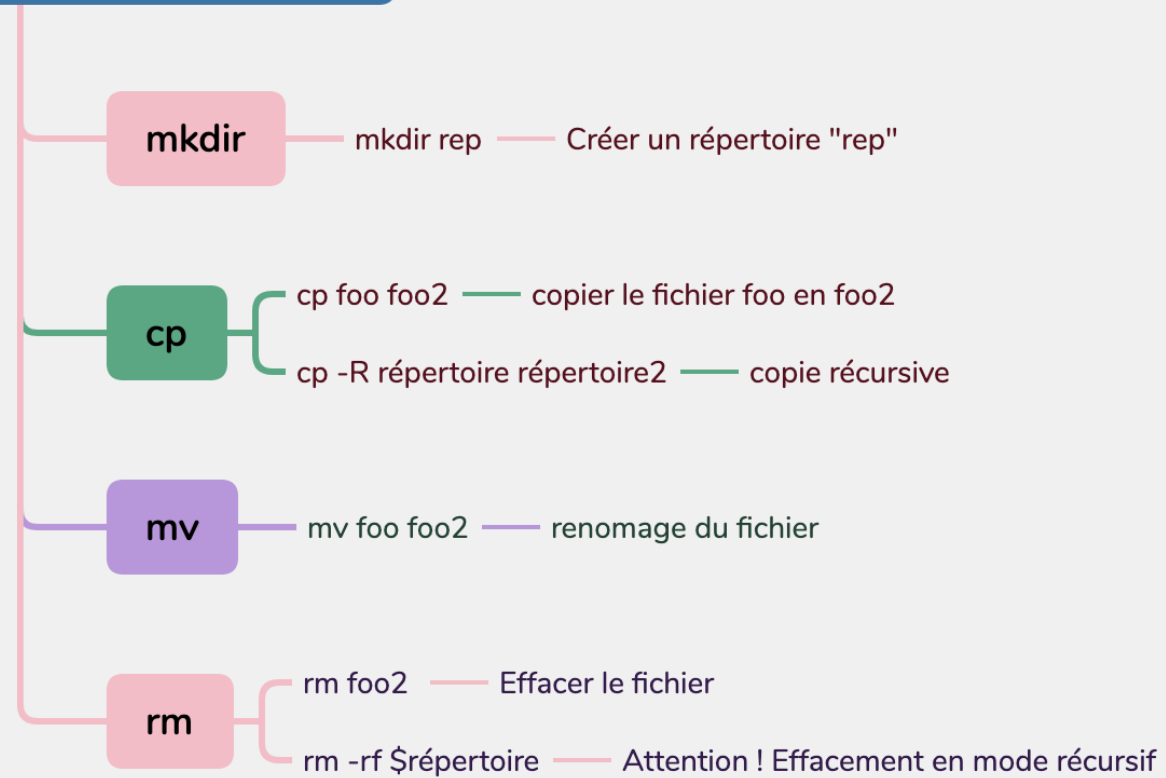 mkdir
mkdir rep
Créer un répertoire "rep"
cp
cp foo foo2
copier le fichier foo en foo2
cp -R répertoire répertoire2
copie récursive
mv
mv foo foo2
renomage du fichier
rm
rm foo2
Effacer le fichier
rm -rf $répertoire
Attention ! Effacement en mode récursif